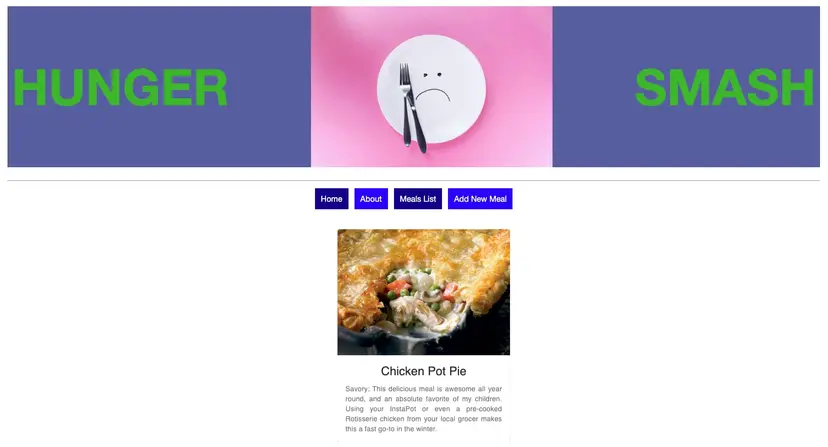 HUNGER SMASH
Home About Meals List Add New Meal
Chicken Pot Pie
Savory: This delicious meal is awesome all year
round, and an absolute favorite of my children.
Using your InstaPot or even a pre-cooked
Rotisserie chicken from your local grocer makes
this a fast go-to in the winter.